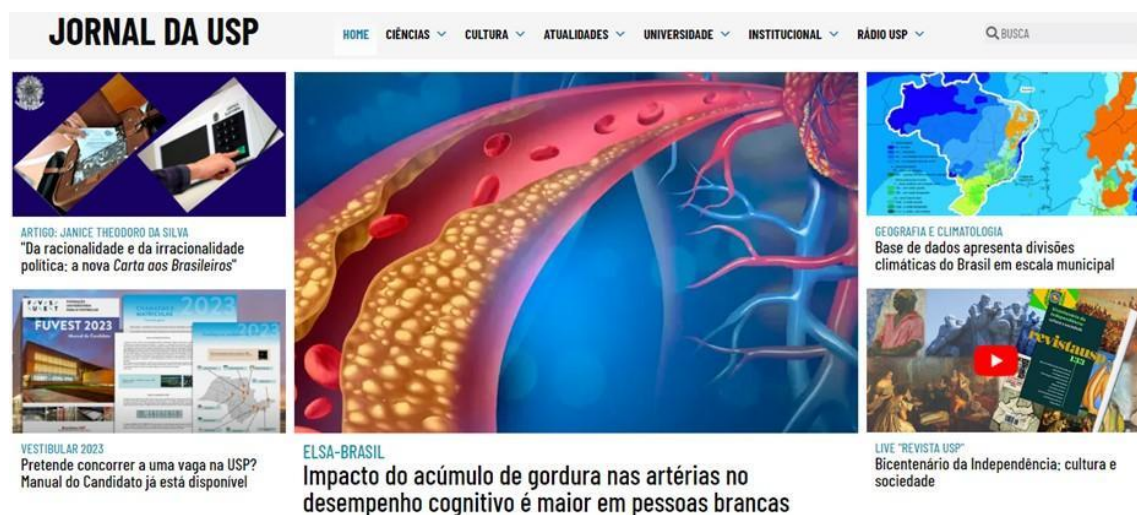 JORNAL DA USP
HOME CIÊNCIAS CULTURA ATUALIDADES UNIVERSIDADE INSTITUCIONAL RÁDIO USP BUSCA
ARTIGO: JANICE THEODORO DA SILVA
"Da racionalidade e da irracionalidade
política: a nova Carta aos Brasileiros"
FUVEST 2023
Manual do Candidato
2023
2023
VESTIBULAR 2023
Pretende concorrer a uma vaga na USP?
Manual do Candidato já está disponível
ELSA-BRASIL
Impacto do acúmulo de gordura nas artérias no
desempenho cognitivo é maior em pessoas brancas
GEOGRAFIA E CLIMATOLOGIA
Base de dados apresenta divisões
climáticas do Brasil em escala municipal
revistausp
133
LIVE "REVISTA USP"
Bicentenário da Independência: cultura e
sociedade